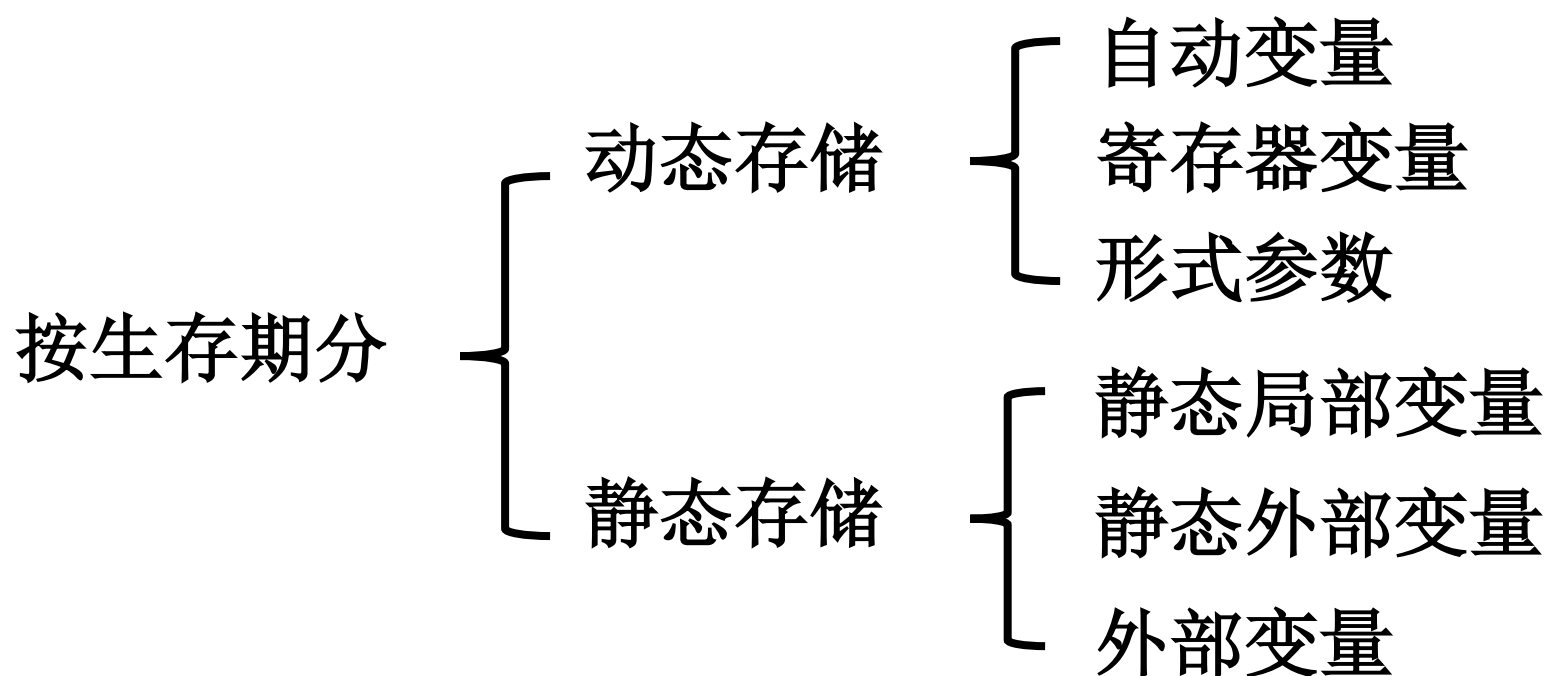 按生存期分
动态存储
自动变量
寄存器变量
形式参数
静态存储
静态局部变量
静态外部变量
外部变量